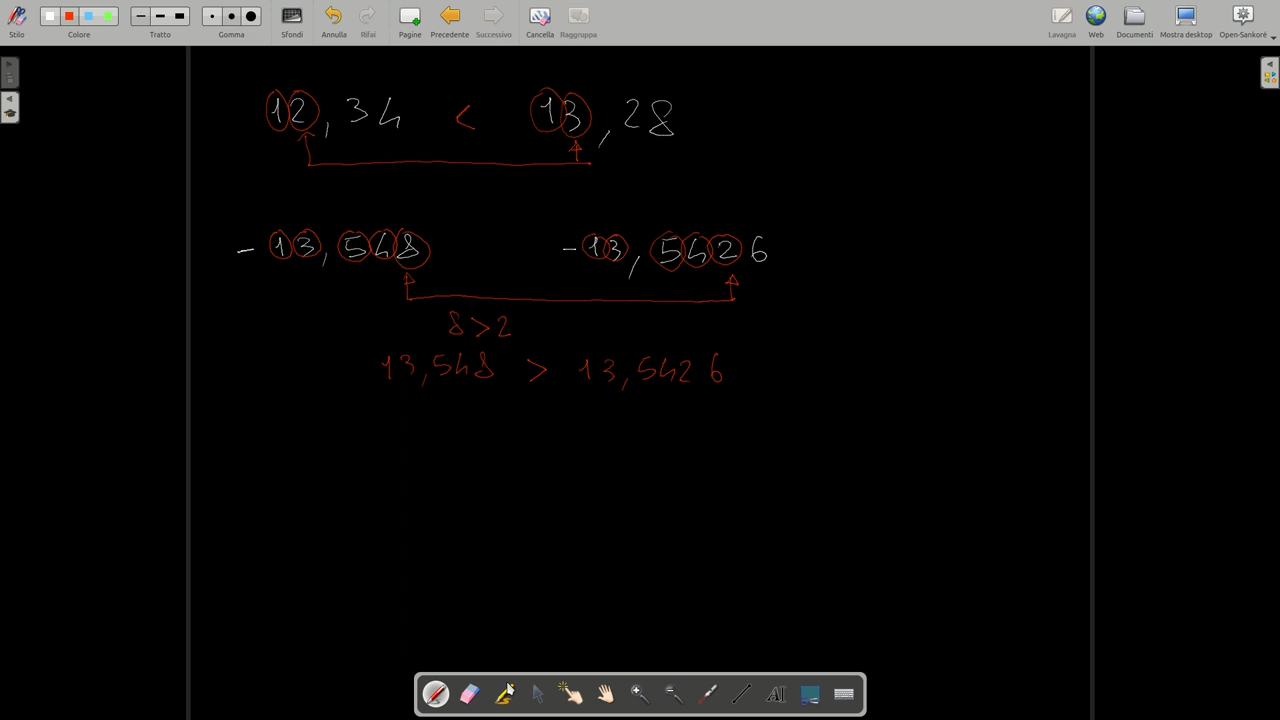 Stilo Colore Tratto Gomma Sfondi Annulla Rifai Pagine Precedente Successivo Cancella Raggruppa Lavagna Web Documenti Mostra desktop Open-Sankoré
12,34 < 13,28
-13,548 -13,5426
8>2
13,548 > 13,5426
AI